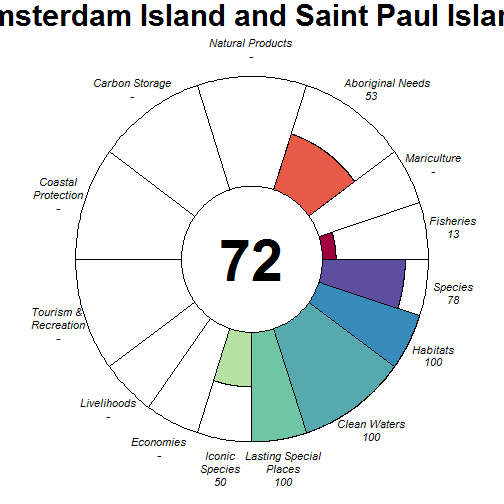 msterdam Island and Saint Paul Islan
Natural Products
-
Carbon Storage
-
Aboriginal Needs
53
Mariculture
-
Coastal
Protection
-
Fisheries
13
72
Species
78
Tourism &
Recreation
-
Habitats
100
Livelihoods
-
Clean Waters
100
Economies
-
Iconic
Species
50
Lasting Special
Places
100